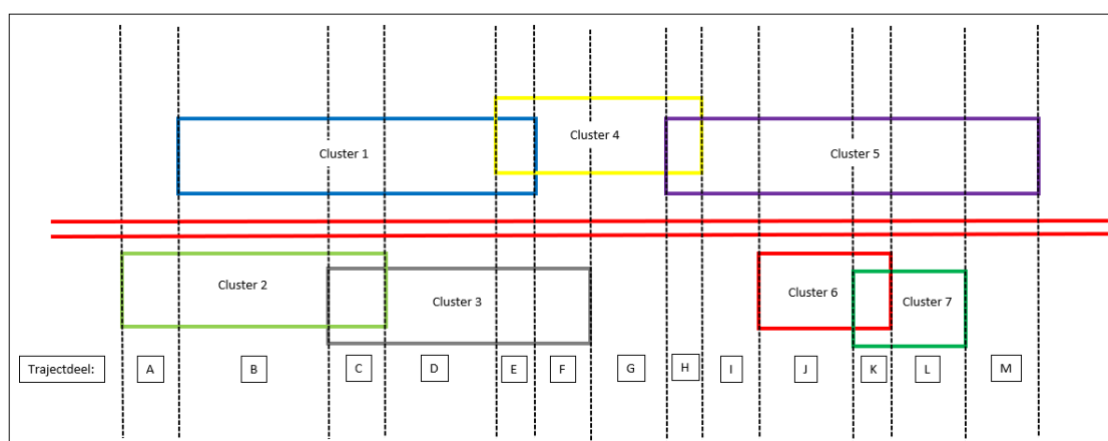 Cluster 4
Cluster 1
Cluster 5
Cluster 2
Cluster 6
Cluster 3
Cluster 7
Trajectdeel: A B C D E F G H I J K L M